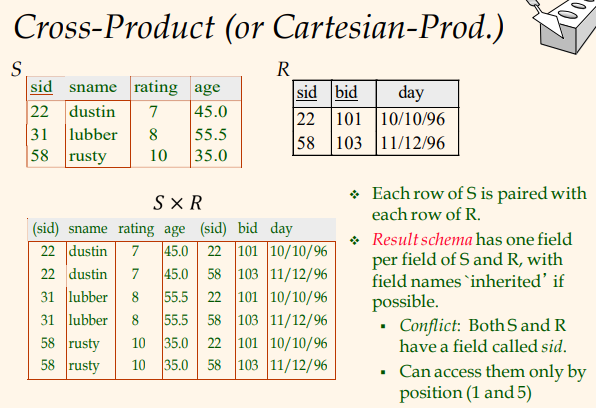 Cross-Product (or Cartesian-Prod.)
S
sid sname rating age
22 dustin 7 45.0
31 lubber 8 55.5
58 rusty 10 35.0
R
sid bid day
22 101 10/10/96
58 103 11/12/96
S × R
(sid) sname rating age (sid) bid day
22 dustin 7 45.0 22 101 10/10/96
22 dustin 7 45.0 58 103 11/12/96
31 lubber 8 55.5 22 101 10/10/96
31 lubber 8 55.5 58 103 11/12/96
58 rusty 10 35.0 22 101 10/10/96
58 rusty 10 35.0 58 103 11/12/96
❖ Each row of S is paired with
each row of R.
❖ Result schema has one field
per field of S and R, with
field names `inherited’ if
possible.
▪ Conflict: Both S and R
have a field called sid.
▪ Can access them only by
position (1 and 5)